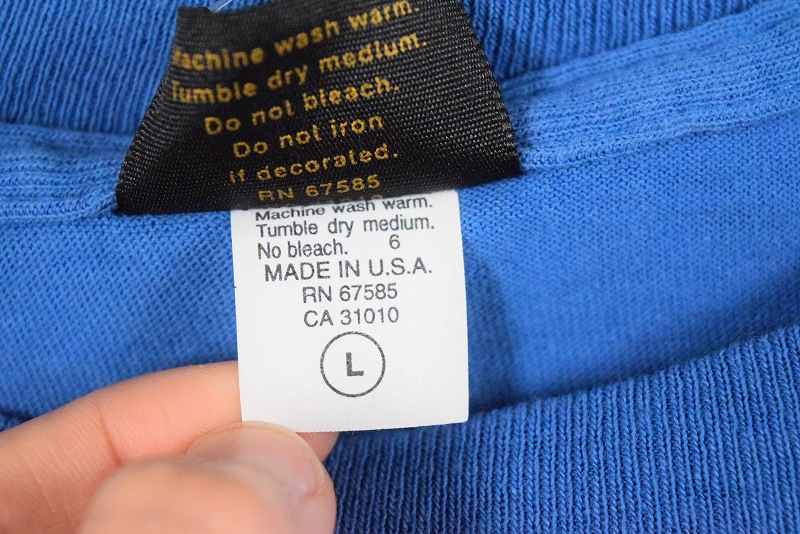 Machine wash warm.
Tumble dry medium.
Do not bleach.
Do not iron
if decorated.
RN 67585
Machine wash warm.
Tumble dry medium.
No bleach. 6
MADE IN U.S.A.
RN 67585
CA 31010
L